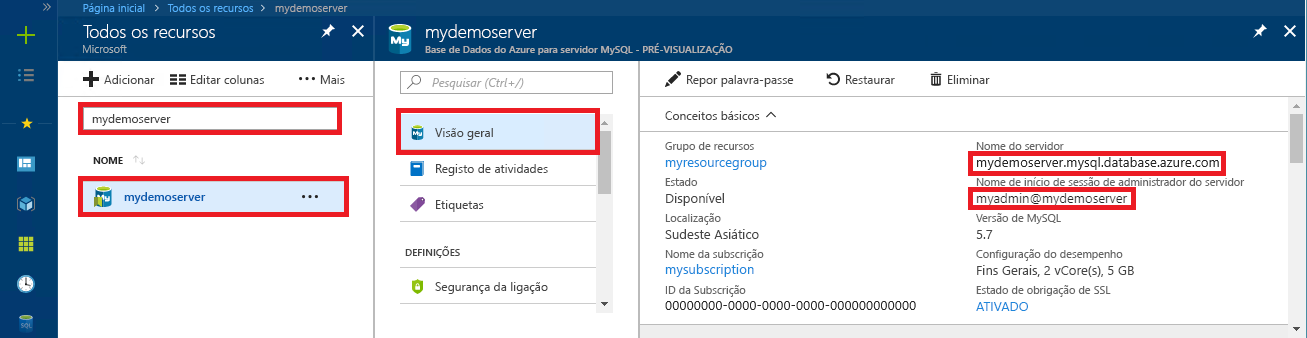 Página inicial > Todos os recursos > mydemoserver
Todos os recursos
Microsoft
Adicionar
Editar colunas
Mais
mydemoserver
NOME
mydemoserver
mydemoserver
Base de Dados do Azure para servidor MySQL - PRÉ-VISUALIZAÇÃO
Pesquisar (Ctrl+/)
Visão geral
Registo de atividades
Etiquetas
DEFINIÇÕES
Segurança da ligação
Repor palavra-passe
Restaurar
Eliminar
Conceitos básicos
Grupo de recursos
myresourcegroup
Estado
Disponível
Localização
Sudeste Asiático
Nome da subscrição
mysubscription
ID da Subscrição
00000000-0000-0000-0000-000000000000
Nome do servidor
mydemoserver.mysql.database.azure.com
Nome de início de sessão de administrador do servidor
myadmin@mydemoserver
Versão de MySQL
5.7
Configuração do desempenho
Fins Gerais, 2 vCore(s), 5 GB
Estado de obrigação de SSL
ATIVADO